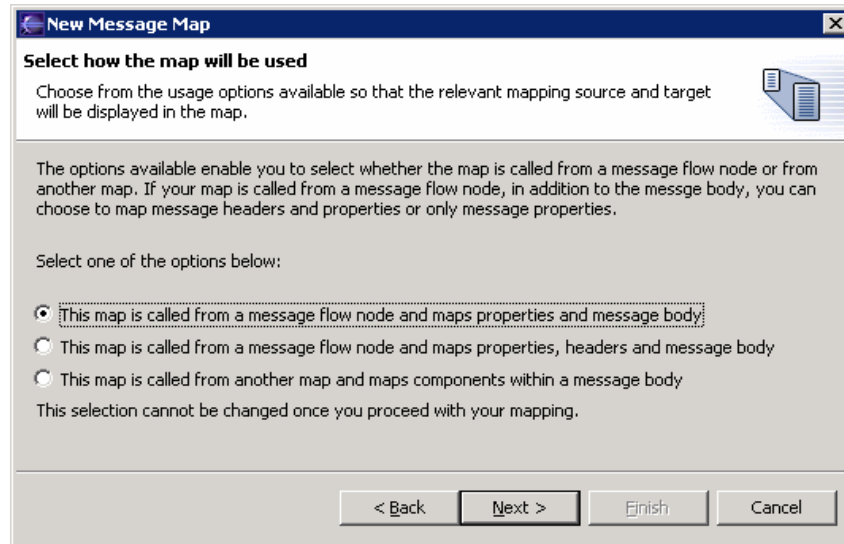 New Message Map
Select how the map will be used
Choose from the usage options available so that the relevant mapping source and target
will be displayed in the map.
The options available enable you to select whether the map is called from a message flow node or from
another map. If your map is called from a message flow node, in addition to the messge body, you can
choose to map message headers and properties or only message properties.
Select one of the options below:
This map is called from a message flow node and maps properties and message body
This map is called from a message flow node and maps properties, headers and message body
This map is called from another map and maps components within a message body
This selection cannot be changed once you proceed with your mapping.
< Back Next > Finish Cancel